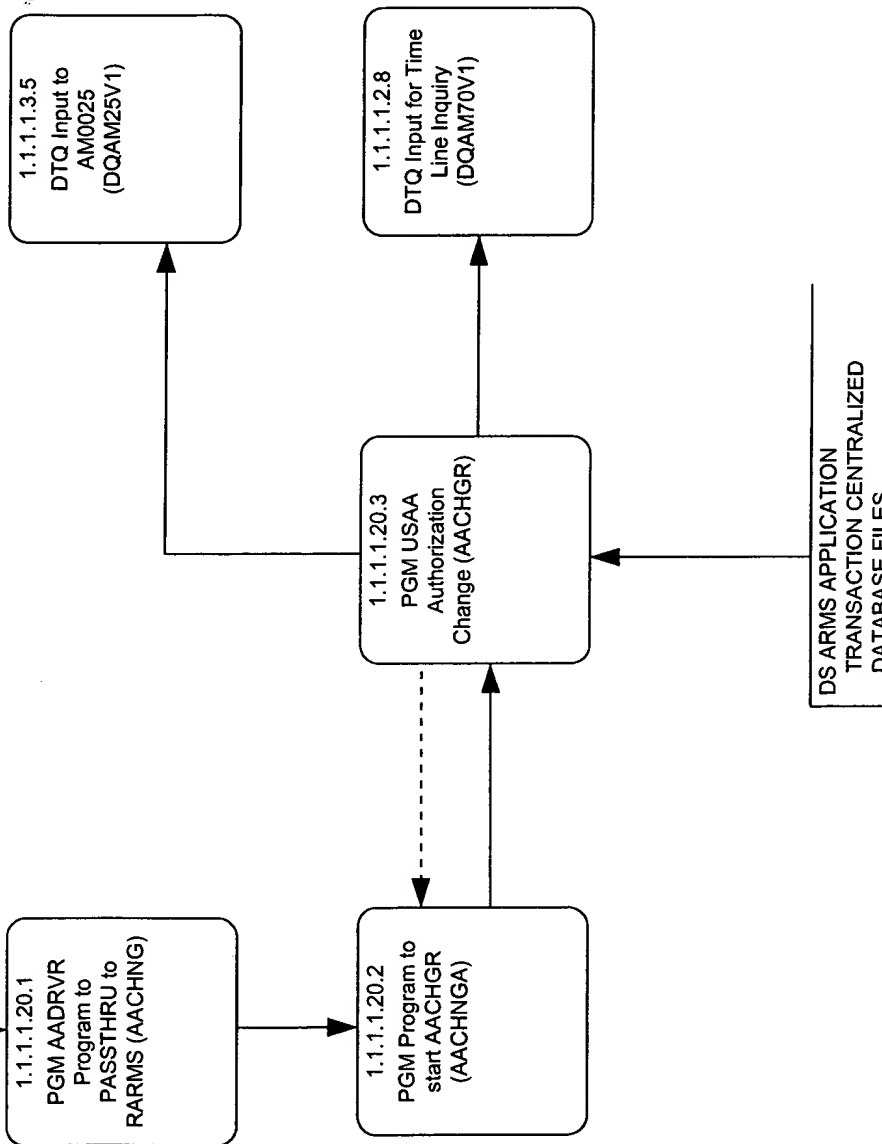 1.1.1.1.3.5
DTQ Input to
AM0025
(DQAM25V1)
1.1.1.1.2.8
DTQ Input for Time
Line Inquiry
(DQAM70V1)
1.1.1.1.20.3
PGM USAA
Authorization
Change (AACHGR)
1.1.1.1.20.1
PGM AADRVR
Program to
PASSTHRU to
RARMS (AACHNG)
1.1.1.1.20.2
PGM Program to
start AACHGR
(AACHNGA)
DS ARMS APPLICATION
TRANSACTION CENTRALIZED
DATABASE FILES